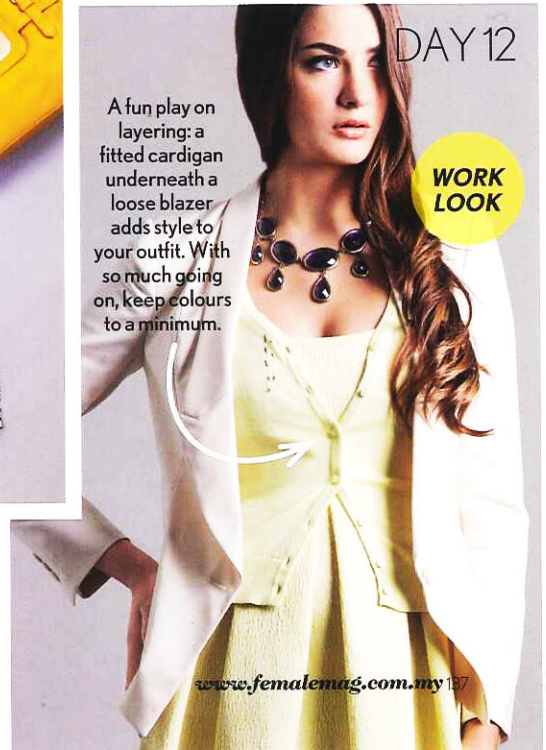 DAY 12
A fun play on
layering: a
fitted cardigan
underneath a
loose blazer
adds style to
your outfit. With
so much going
on, keep colours
to a minimum.
WORK
LOOK
www.femalemag.com.my 137